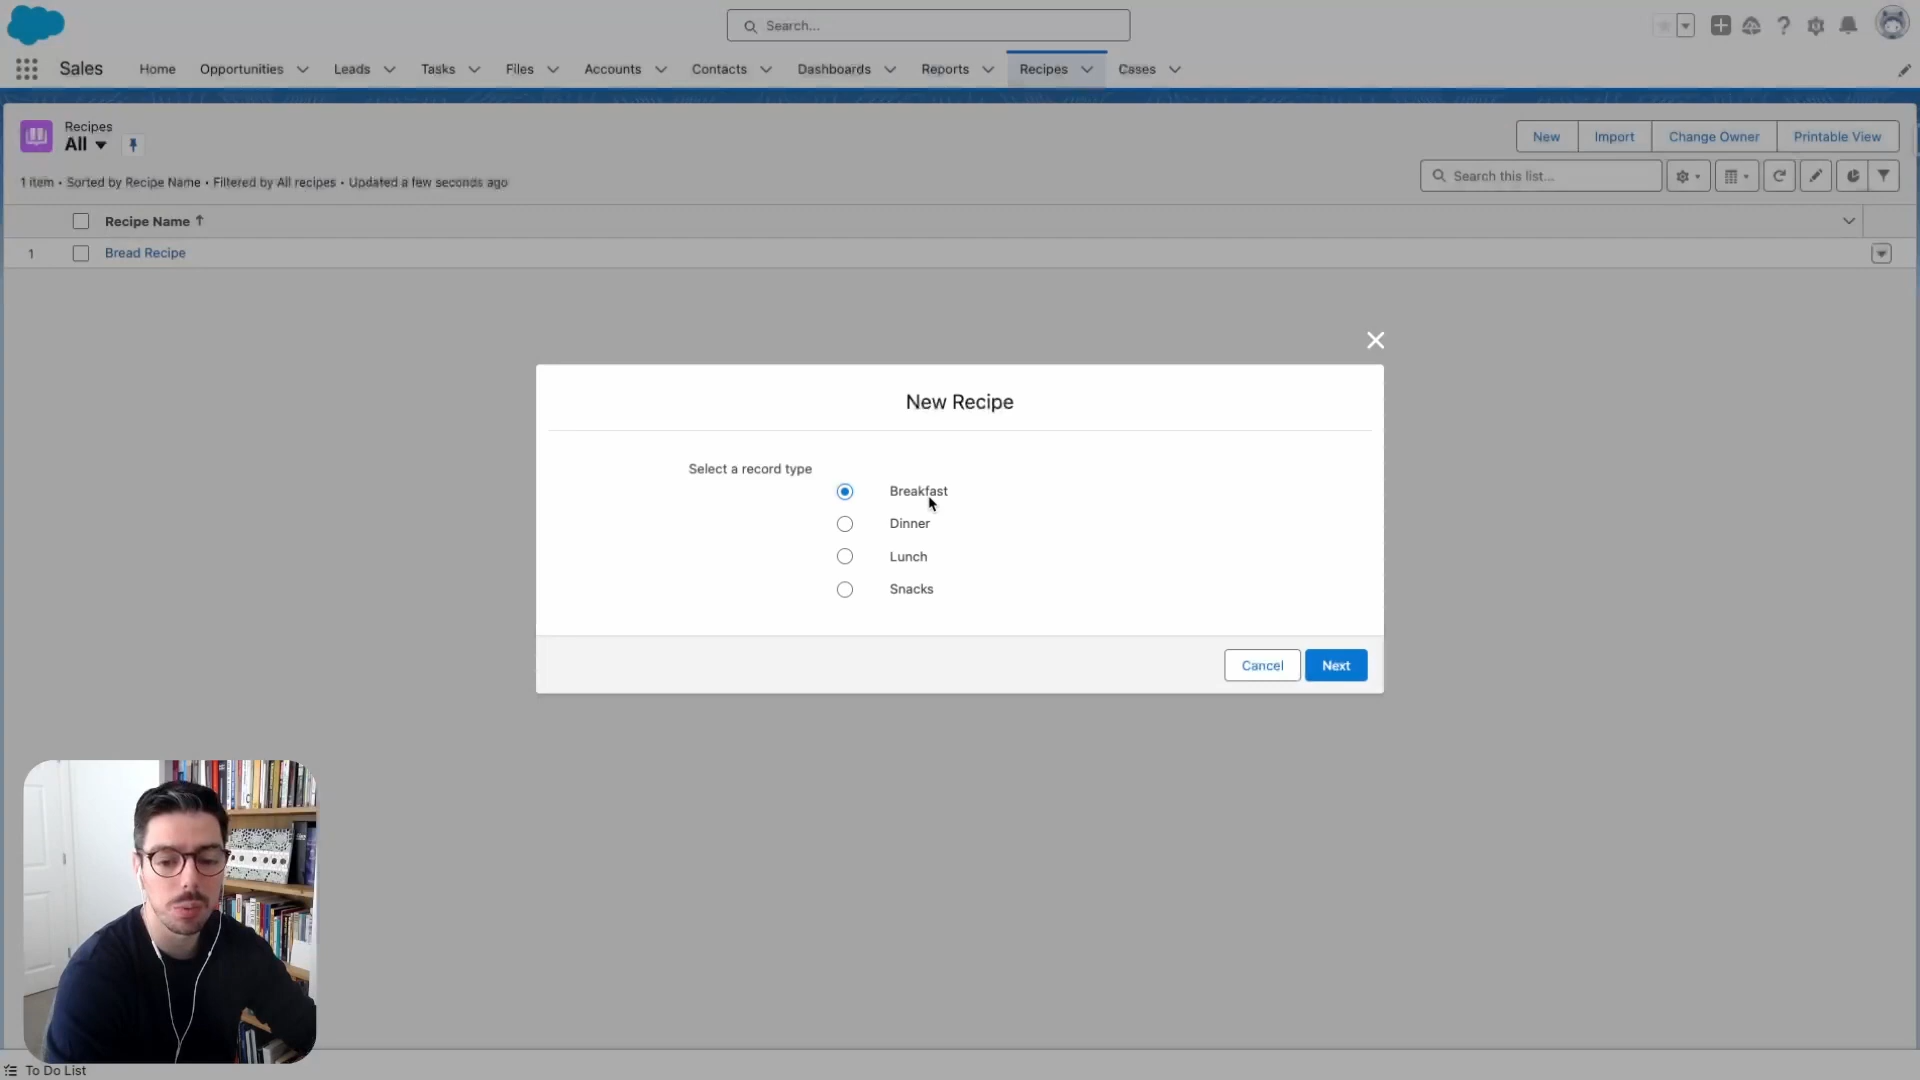 Search...
Sales
Home
Opportunities
Leads
Tasks
Files
Accounts
Contacts
Dashboards
Reports
Recipes
Cases
Recipes
All
New
Import
Change Owner
Printable View
1 item • Sorted by Recipe Name • Filtered by All recipes • Updated a few seconds ago
Search this list...
Recipe Name
1
Bread Recipe
New Recipe
Select a record type
Breakfast
Dinner
Lunch
Snacks
Cancel
Next
To Do List